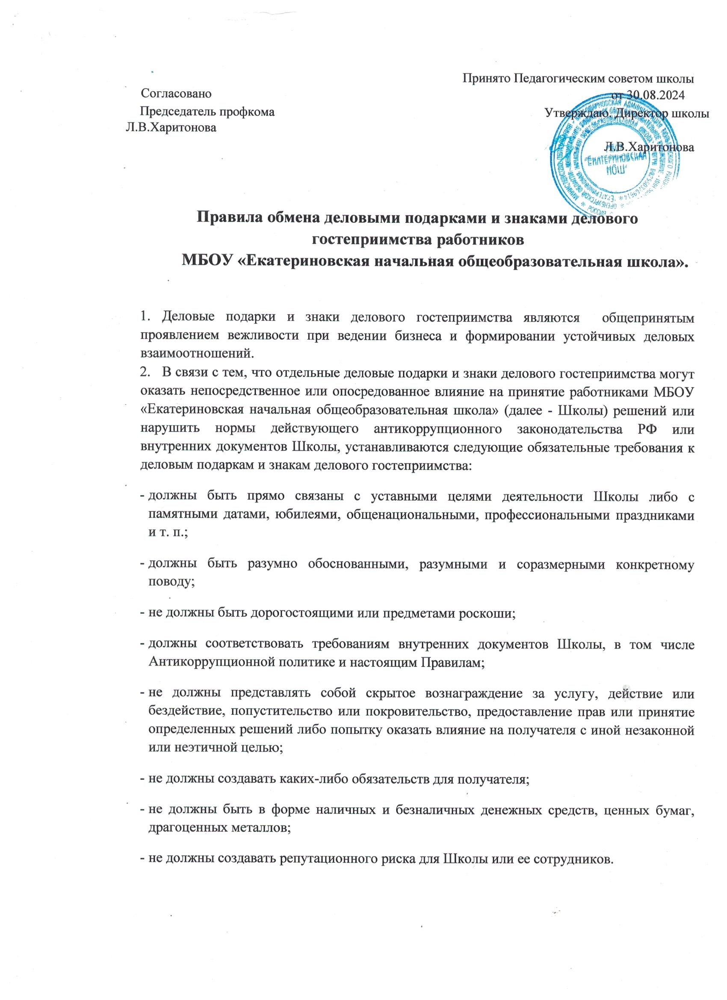 Принято Педагогическим советом школы
Согласовано
от 30.08.2024
Председатель профкома
Утверждаю. Директор школы
Л.В.Харитонова
Л.В.Харитонова
"ЕКАТЕРИНОВСКАЯ
НОШ"
Правила обмена деловыми подарками и знаками делового
гостеприимства работников
МБОУ «Екатериновская начальная общеобразовательная школа».
1. Деловые подарки и знаки делового гостеприимства являются общепринятым
проявлением вежливости при ведении бизнеса и формировании устойчивых деловых
взаимоотношений.
2. В связи с тем, что отдельные деловые подарки и знаки делового гостеприимства могут
оказать непосредственное или опосредованное влияние на принятие работниками МБОУ
«Екатериновская начальная общеобразовательная школа» (далее - Школы) решений или
нарушить нормы действующего антикоррупционного законодательства РФ или
внутренних документов Школы, устанавливаются следующие обязательные требования к
деловым подаркам и знакам делового гостеприимства:
- должны быть прямо связаны с уставными целями деятельности Школы либо с
памятными датами, юбилеями, общенациональными, профессиональными праздниками
и т. п.;
- должны быть разумно обоснованными, разумными и соразмерными конкретному
поводу;
- не должны быть дорогостоящими или предметами роскоши;
- должны соответствовать требованиям внутренних документов Школы, в том числе
Антикоррупционной политике и настоящим Правилам;
- не должны представлять собой скрытое вознаграждение за услугу, действие или
бездействие, попустительство или покровительство, предоставление прав или принятие
определенных решений либо попытку оказать влияние на получателя с иной незаконной
или неэтичной целью;
- не должны создавать каких-либо обязательств для получателя;
- не должны быть в форме наличных и безналичных денежных средств, ценных бумаг,
драгоценных металлов;
- не должны создавать репутационного риска для Школы или ее сотрудников.